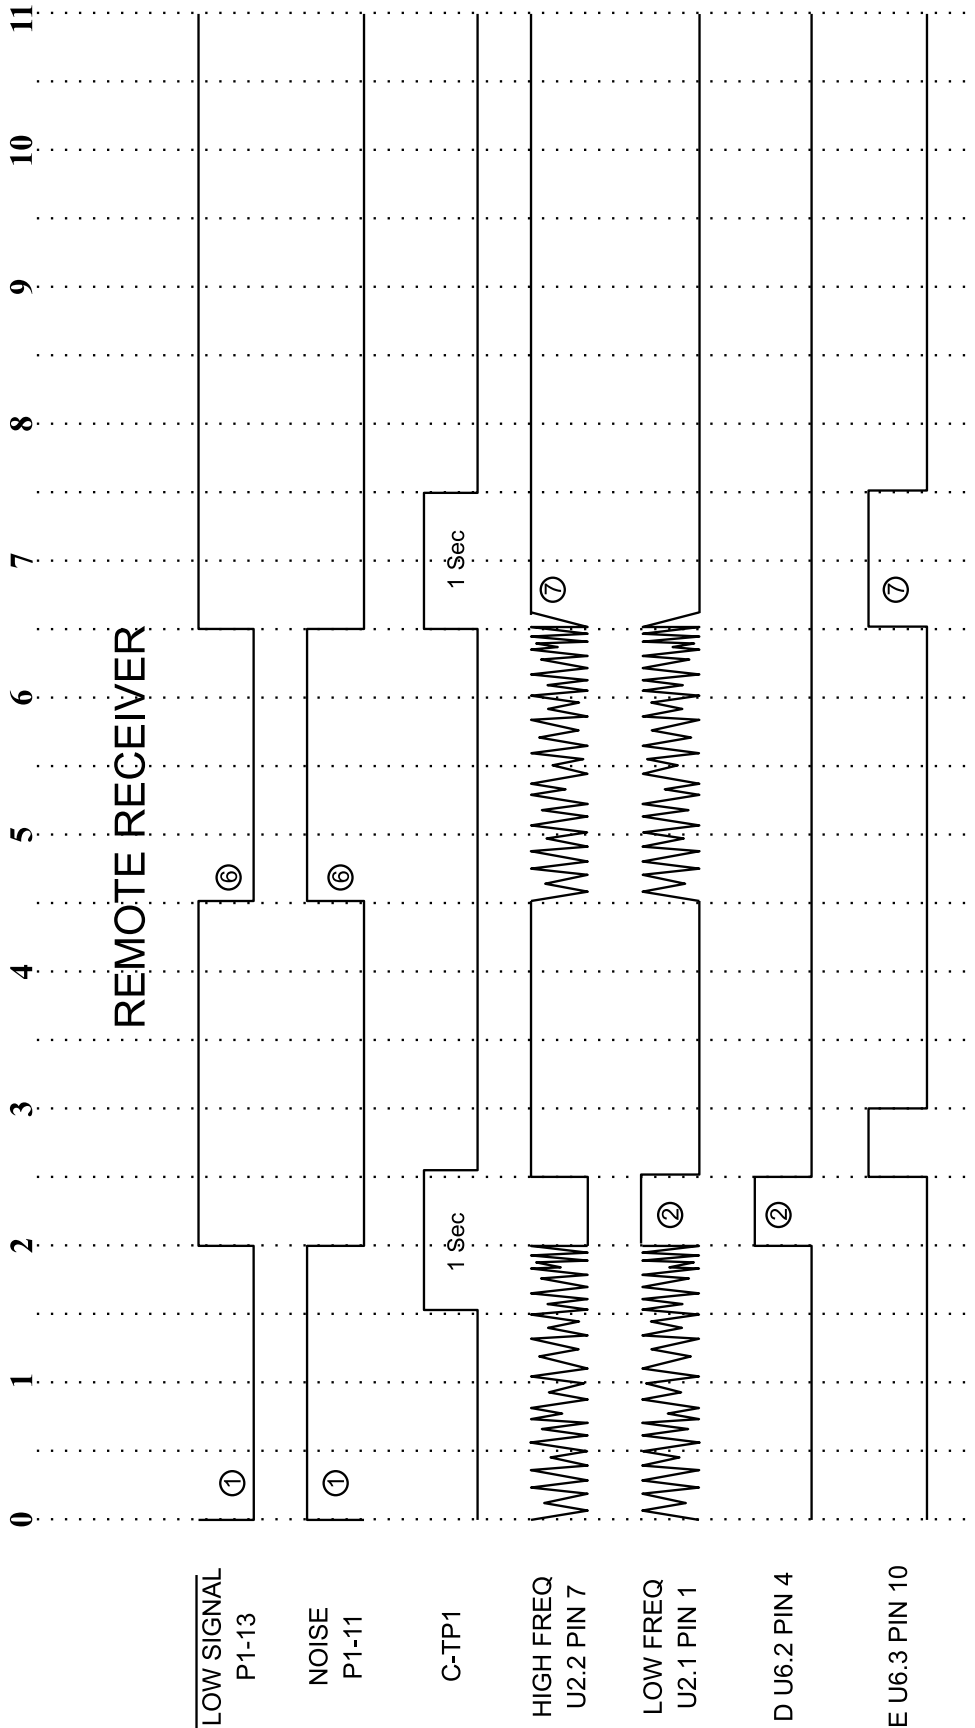 REMOTE RECEIVER
0 1 2 3 4 5 6 7 8 9 10 11
LOW SIGNAL
P1-13
① ⑥
NOISE
P1-11
① ⑥
C-TP1
1 Sec 1 Sec
HIGH FREQ
U2.2 PIN 7
⑦
LOW FREQ
U2.1 PIN 1
②
D U6.2 PIN 4
②
E U6.3 PIN 10
⑦